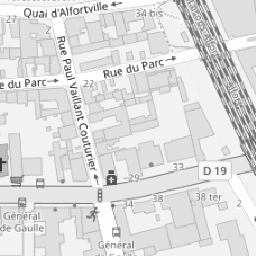 Quai d'Alfortville
34 bis
Rue du Parc
22
Rue du Parc
Rue Paul Vaillant Couturier
33
D 19
29
34
38
38 ter
2
Général
de Gaulle
Général